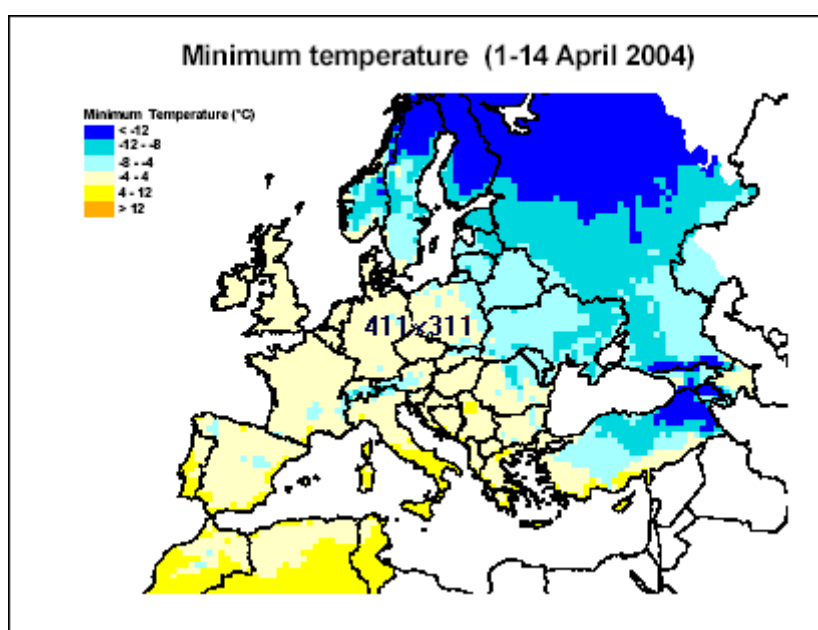 Minimum temperature (1-14 April 2004)
Minimum Temperature (°C)
< -12
-12 - -8
-8 - -4
-4 - 4
4 - 12
> 12
411x311